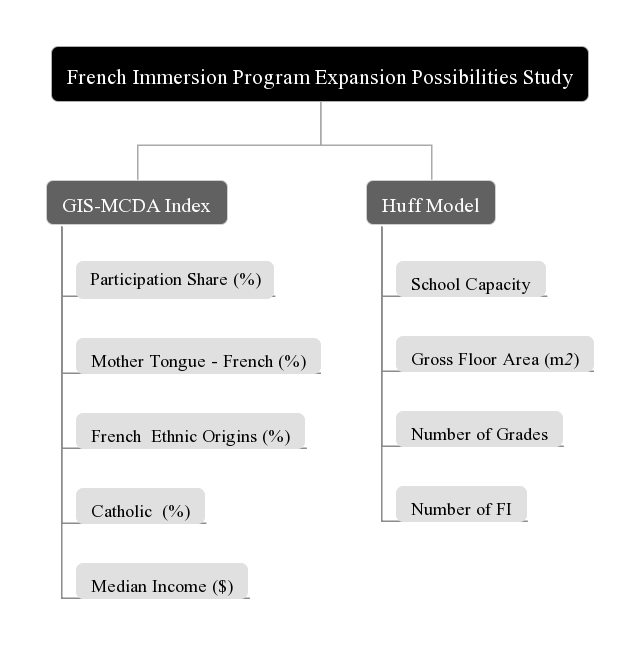 French Immersion Program Expansion Possibilities Study
GIS-MCDA Index
Huff Model
Participation Share (%)
Mother Tongue - French (%)
French  Ethnic Origins (%)
Catholic  (%)
Median Income ($)
School Capacity
Gross Floor Area (m2)
Number of Grades
Number of FI